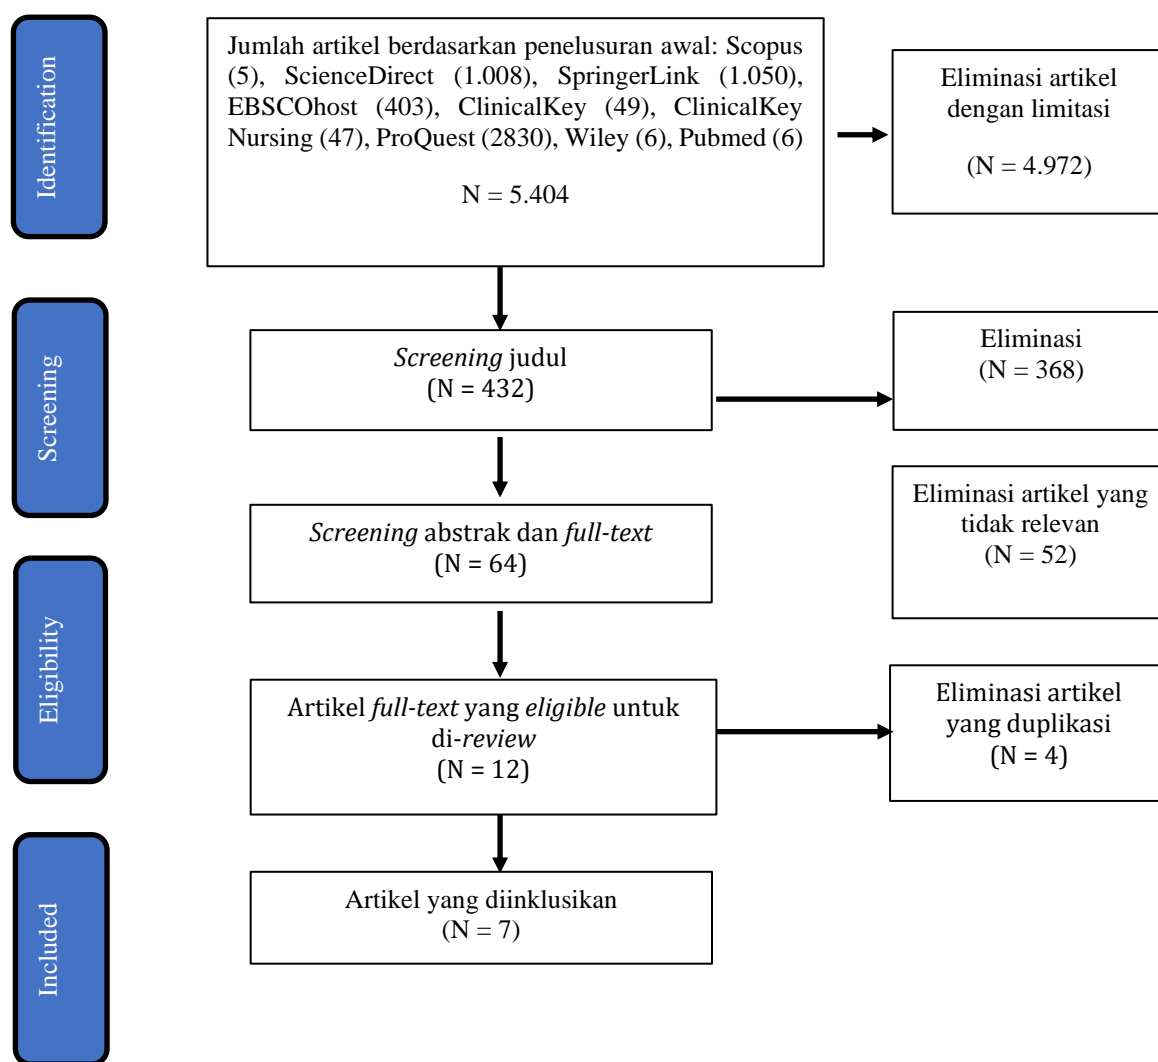 Identification
Jumlah artikel berdasarkan penelusuran awal: Scopus
(5), ScienceDirect (1.008), SpringerLink (1.050),
EBSCOhost (403), ClinicalKey (49), ClinicalKey
Nursing (47), ProQuest (2830), Wiley (6), Pubmed (6)
N = 5.404
Eliminasi artikel
dengan limitasi
(N = 4.972)
Screening
Screening judul
(N = 432)
Eliminasi
(N = 368)
Screening abstrak dan full-text
(N = 64)
Eliminasi artikel yang
tidak relevan
(N = 52)
Eligibility
Artikel full-text yang eligible untuk
di-review
(N = 12)
Eliminasi artikel
yang duplikasi
(N = 4)
Included
Artikel yang diinklusikan
(N = 7)